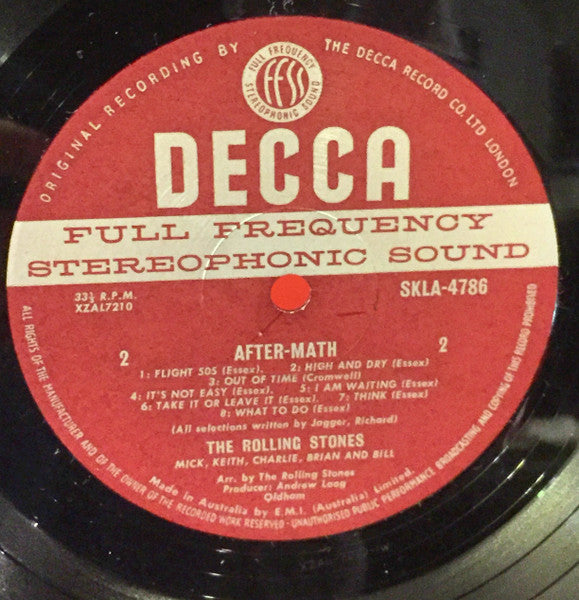 ORIGINAL RECORDING BY
THE DECCA RECORD CO. LTD LONDON
FULL FREQUENCY
ffss
STEREOPHONIC SOUND
DECCA
FULL FREQUENCY
STEREOPHONIC SOUND
33⅓ R.P.M.
XZAL7210
SKLA-4786
2
AFTER-MATH
2
1: FLIGHT 505 (Essex). 2: HIGH AND DRY (Essex)
3: OUT OF TIME (Cromwell)
4: IT'S NOT EASY (Essex). 5: I AM WAITING (Essex)
6: TAKE IT OR LEAVE IT (Essex) 7: THINK (Essex)
8: WHAT TO DO (Essex)
(All selections written by Jagger, Richard)
THE ROLLING STONES
MICK, KEITH, CHARLIE, BRIAN AND BILL
Arr. by The Rolling Stones
Producer: Andrew Loog
Oldham
Made in Australia by E.M.I. (Australia) Limited.
ALL RIGHTS OF THE MANUFACTURER AND OF THE OWNER OF THE RECORDED WORK RESERVED - UNAUTHORISED PUBLIC PERFORMANCE BROADCASTING AND COPYING OF THIS RECORD PROHIBITED